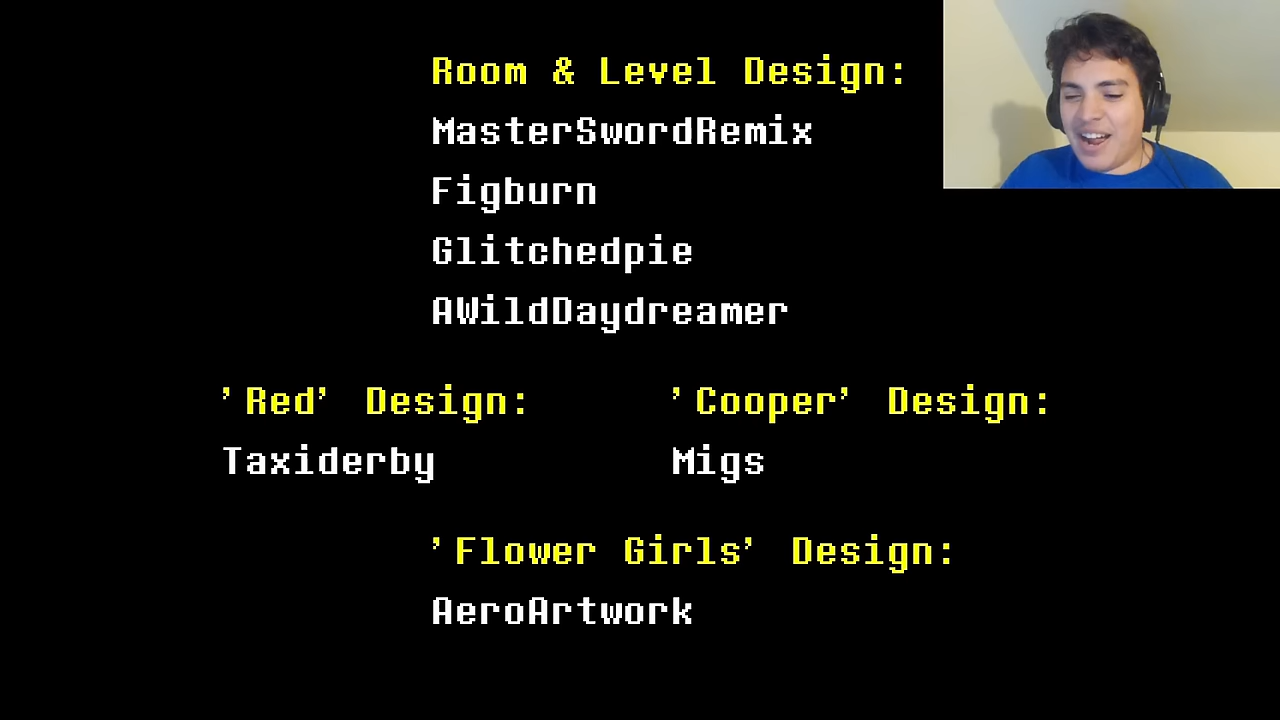 Room & Level Design:
MasterSwordRemix
Figburn
Glitchedpie
AWildDaydreamer
'Red' Design:
Taxiderby
'Cooper' Design:
Migs
'Flower Girls' Design:
AeroArtwork